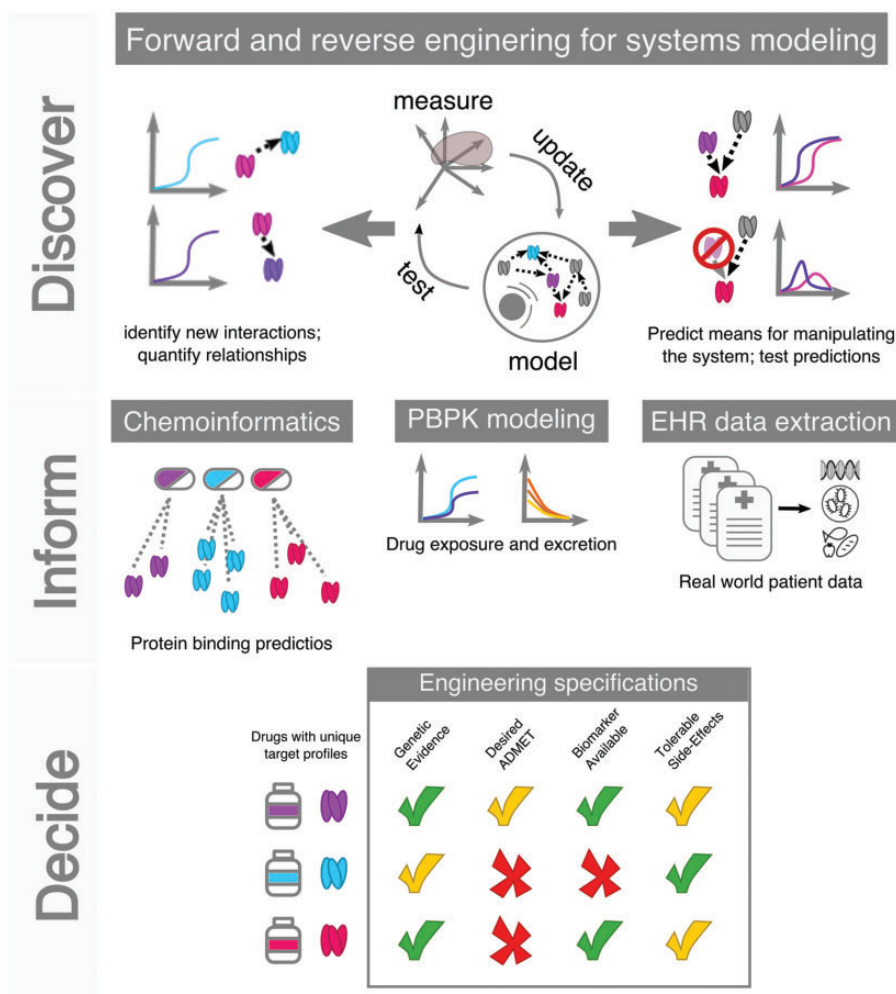 Forward and reverse enginering for systems modeling
Discover
measure
update
test
model
identify new interactions;
quantify relationships
Predict means for manipulating
the system; test predictions
Inform
Chemoinformatics
PBPK modeling
EHR data extraction
Drug exposure and excretion
Real world patient data
Protein binding predictios
Decide
Engineering specifications
Drugs with unique
target profiles
Genetic
Evidence
Desired
ADMET
Biomarker
Available
Tolerable
Side-Effects